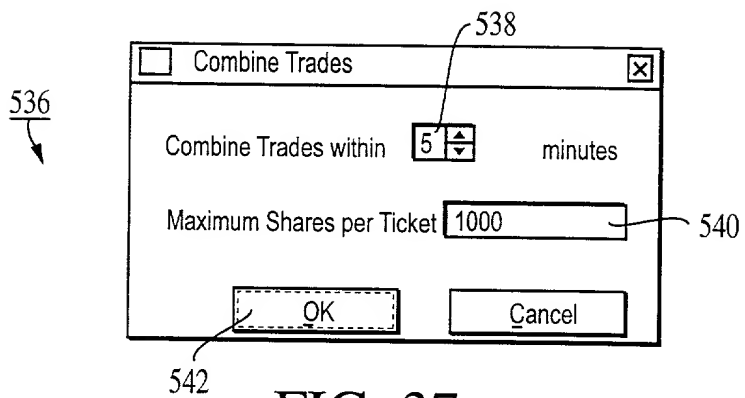 538
Combine Trades
536
Combine Trades within 5 minutes
Maximum Shares per Ticket 1000
540
OK Cancel
542
FIG. 37